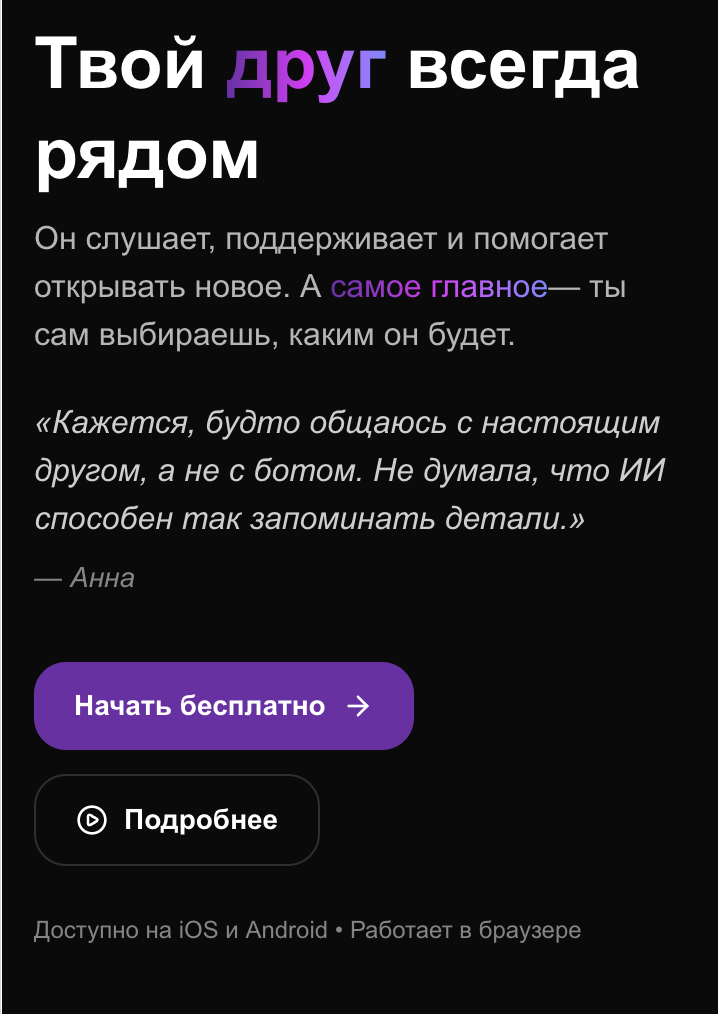 Твой друг всегда
рядом
Он слушает, поддерживает и помогает
открывать новое. А самое главное— ты
сам выбираешь, каким он будет.
«Кажется, будто общаюсь с настоящим
другом, а не с ботом. Не думала, что ИИ
способен так запоминать детали.»
— Анна
Начать бесплатно →
Подробнее
Доступно на iOS и Android • Работает в браузере